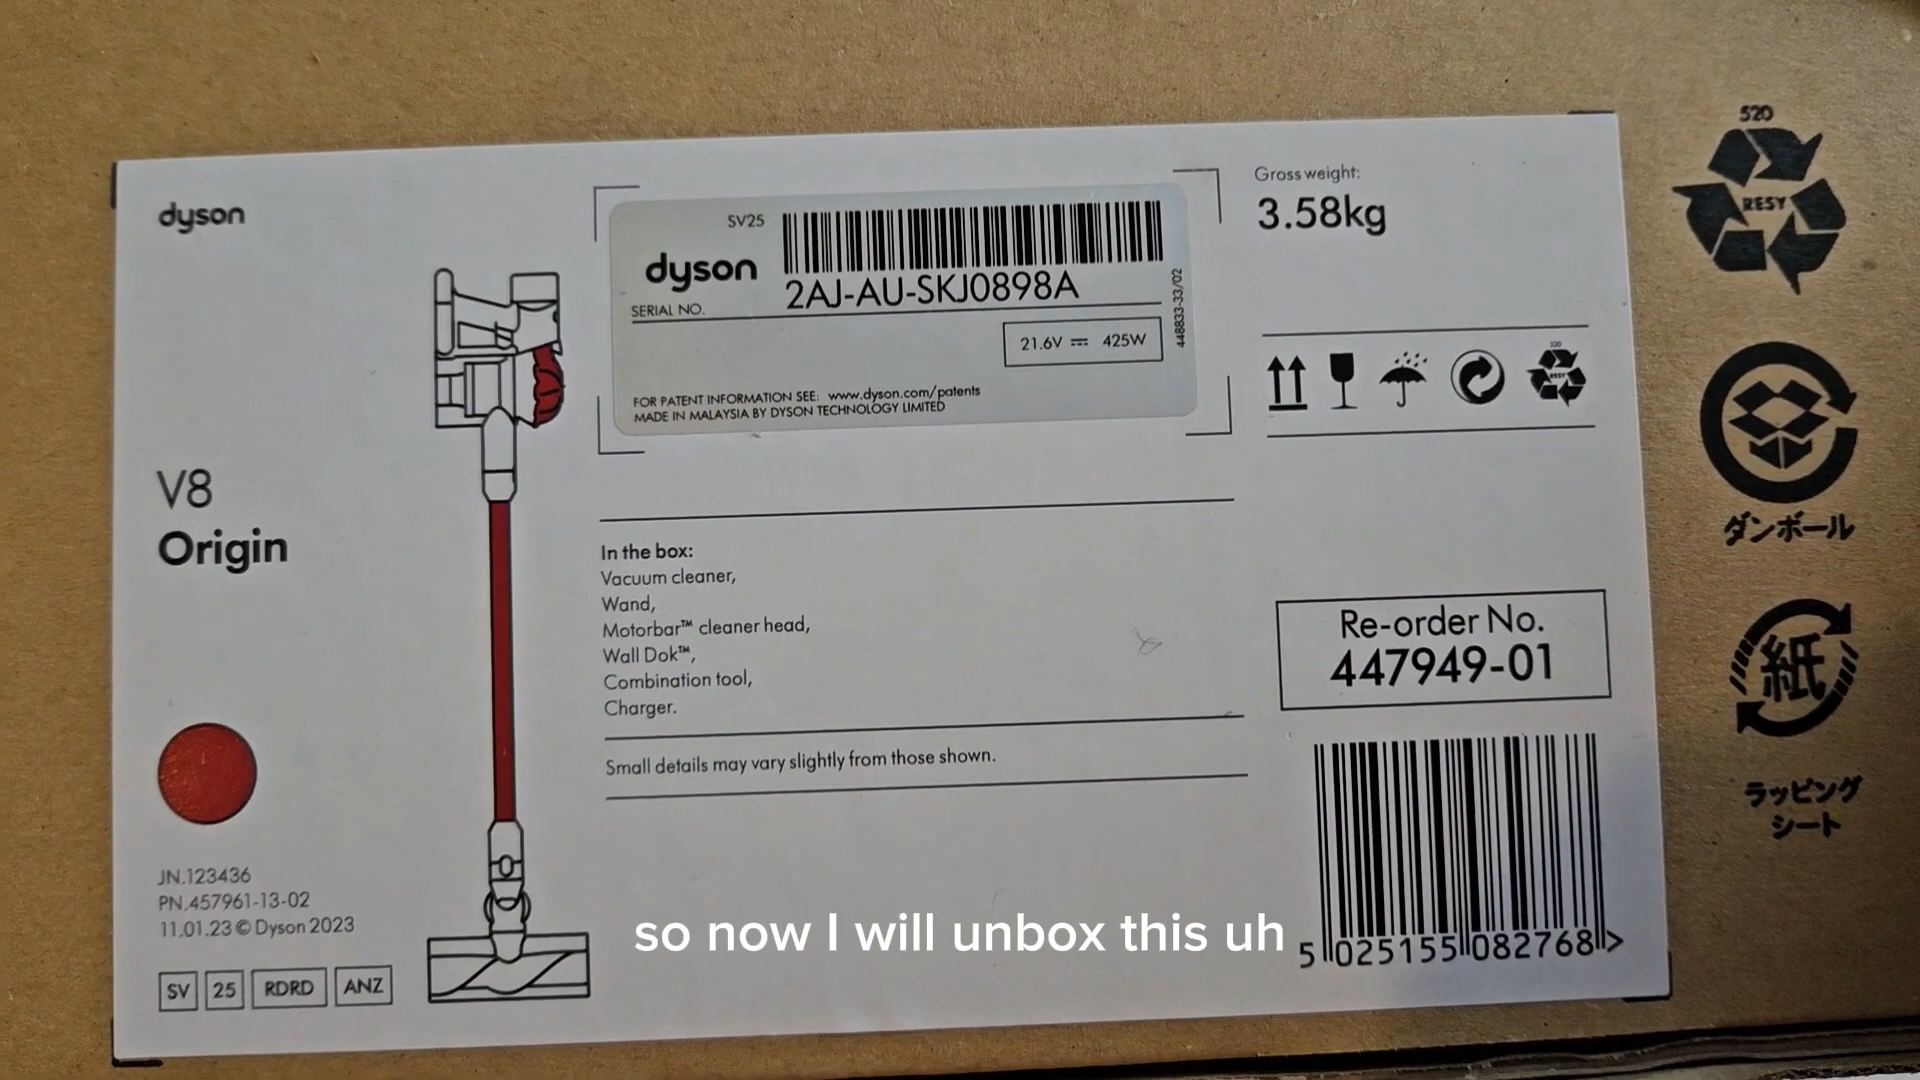 dyson
V8
Origin
JN.123436
PN.457961-13-02
11.01.23 © Dyson 2023
SV 25 RDRD ANZ
SV25
dyson
SERIAL NO.
2AJ-AU-SKJ0898A
448833-33/02
21.6V ⎓ 425W
FOR PATENT INFORMATION SEE: www.dyson.com/patents
MADE IN MALAYSIA BY DYSON TECHNOLOGY LIMITED
In the box:
Vacuum cleaner,
Wand,
Motorbar™ cleaner head,
Wall Dok™,
Combination tool,
Charger.
Small details may vary slightly from those shown.
Gross weight:
3.58kg
Re-order No.
447949-01
5 025155 082768 >
520
RESY
ダンボール
紙
ラッピング
シート
so now I will unbox this uh